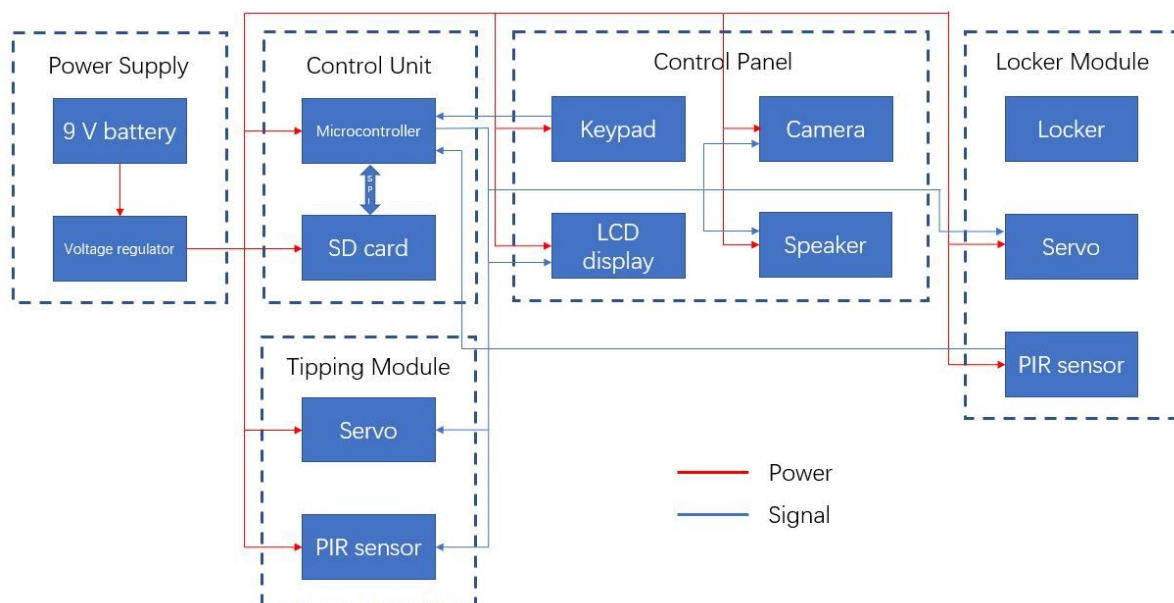 Power Supply
9 V battery
Voltage regulator
Control Unit
Microcontroller
SPI
SD card
Control Panel
Keypad
Camera
LCD
display
Speaker
Locker Module
Locker
Servo
PIR sensor
Tipping Module
Servo
PIR sensor
Power
Signal